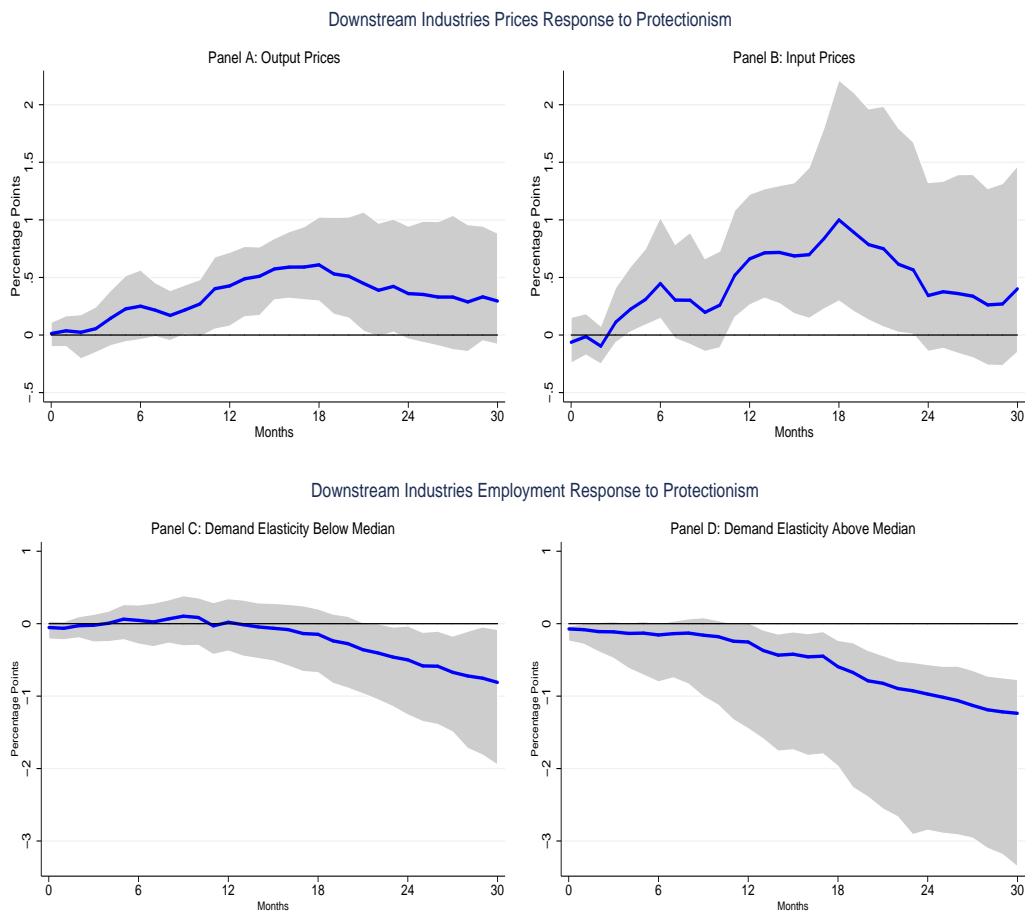 Downstream Industries Prices Response to Protectionism
Panel A: Output Prices
Percentage Points
2
1.5
1
.5
0
-.5
0 6 12 18 24 30
Months
Panel B: Input Prices
Percentage Points
2
1.5
1
.5
0
-.5
0 6 12 18 24 30
Months
Downstream Industries Employment Response to Protectionism
Panel C: Demand Elasticity Below Median
Percentage Points
1
0
-1
-2
-3
0 6 12 18 24 30
Months
Panel D: Demand Elasticity Above Median
Percentage Points
1
0
-1
-2
-3
0 6 12 18 24 30
Months